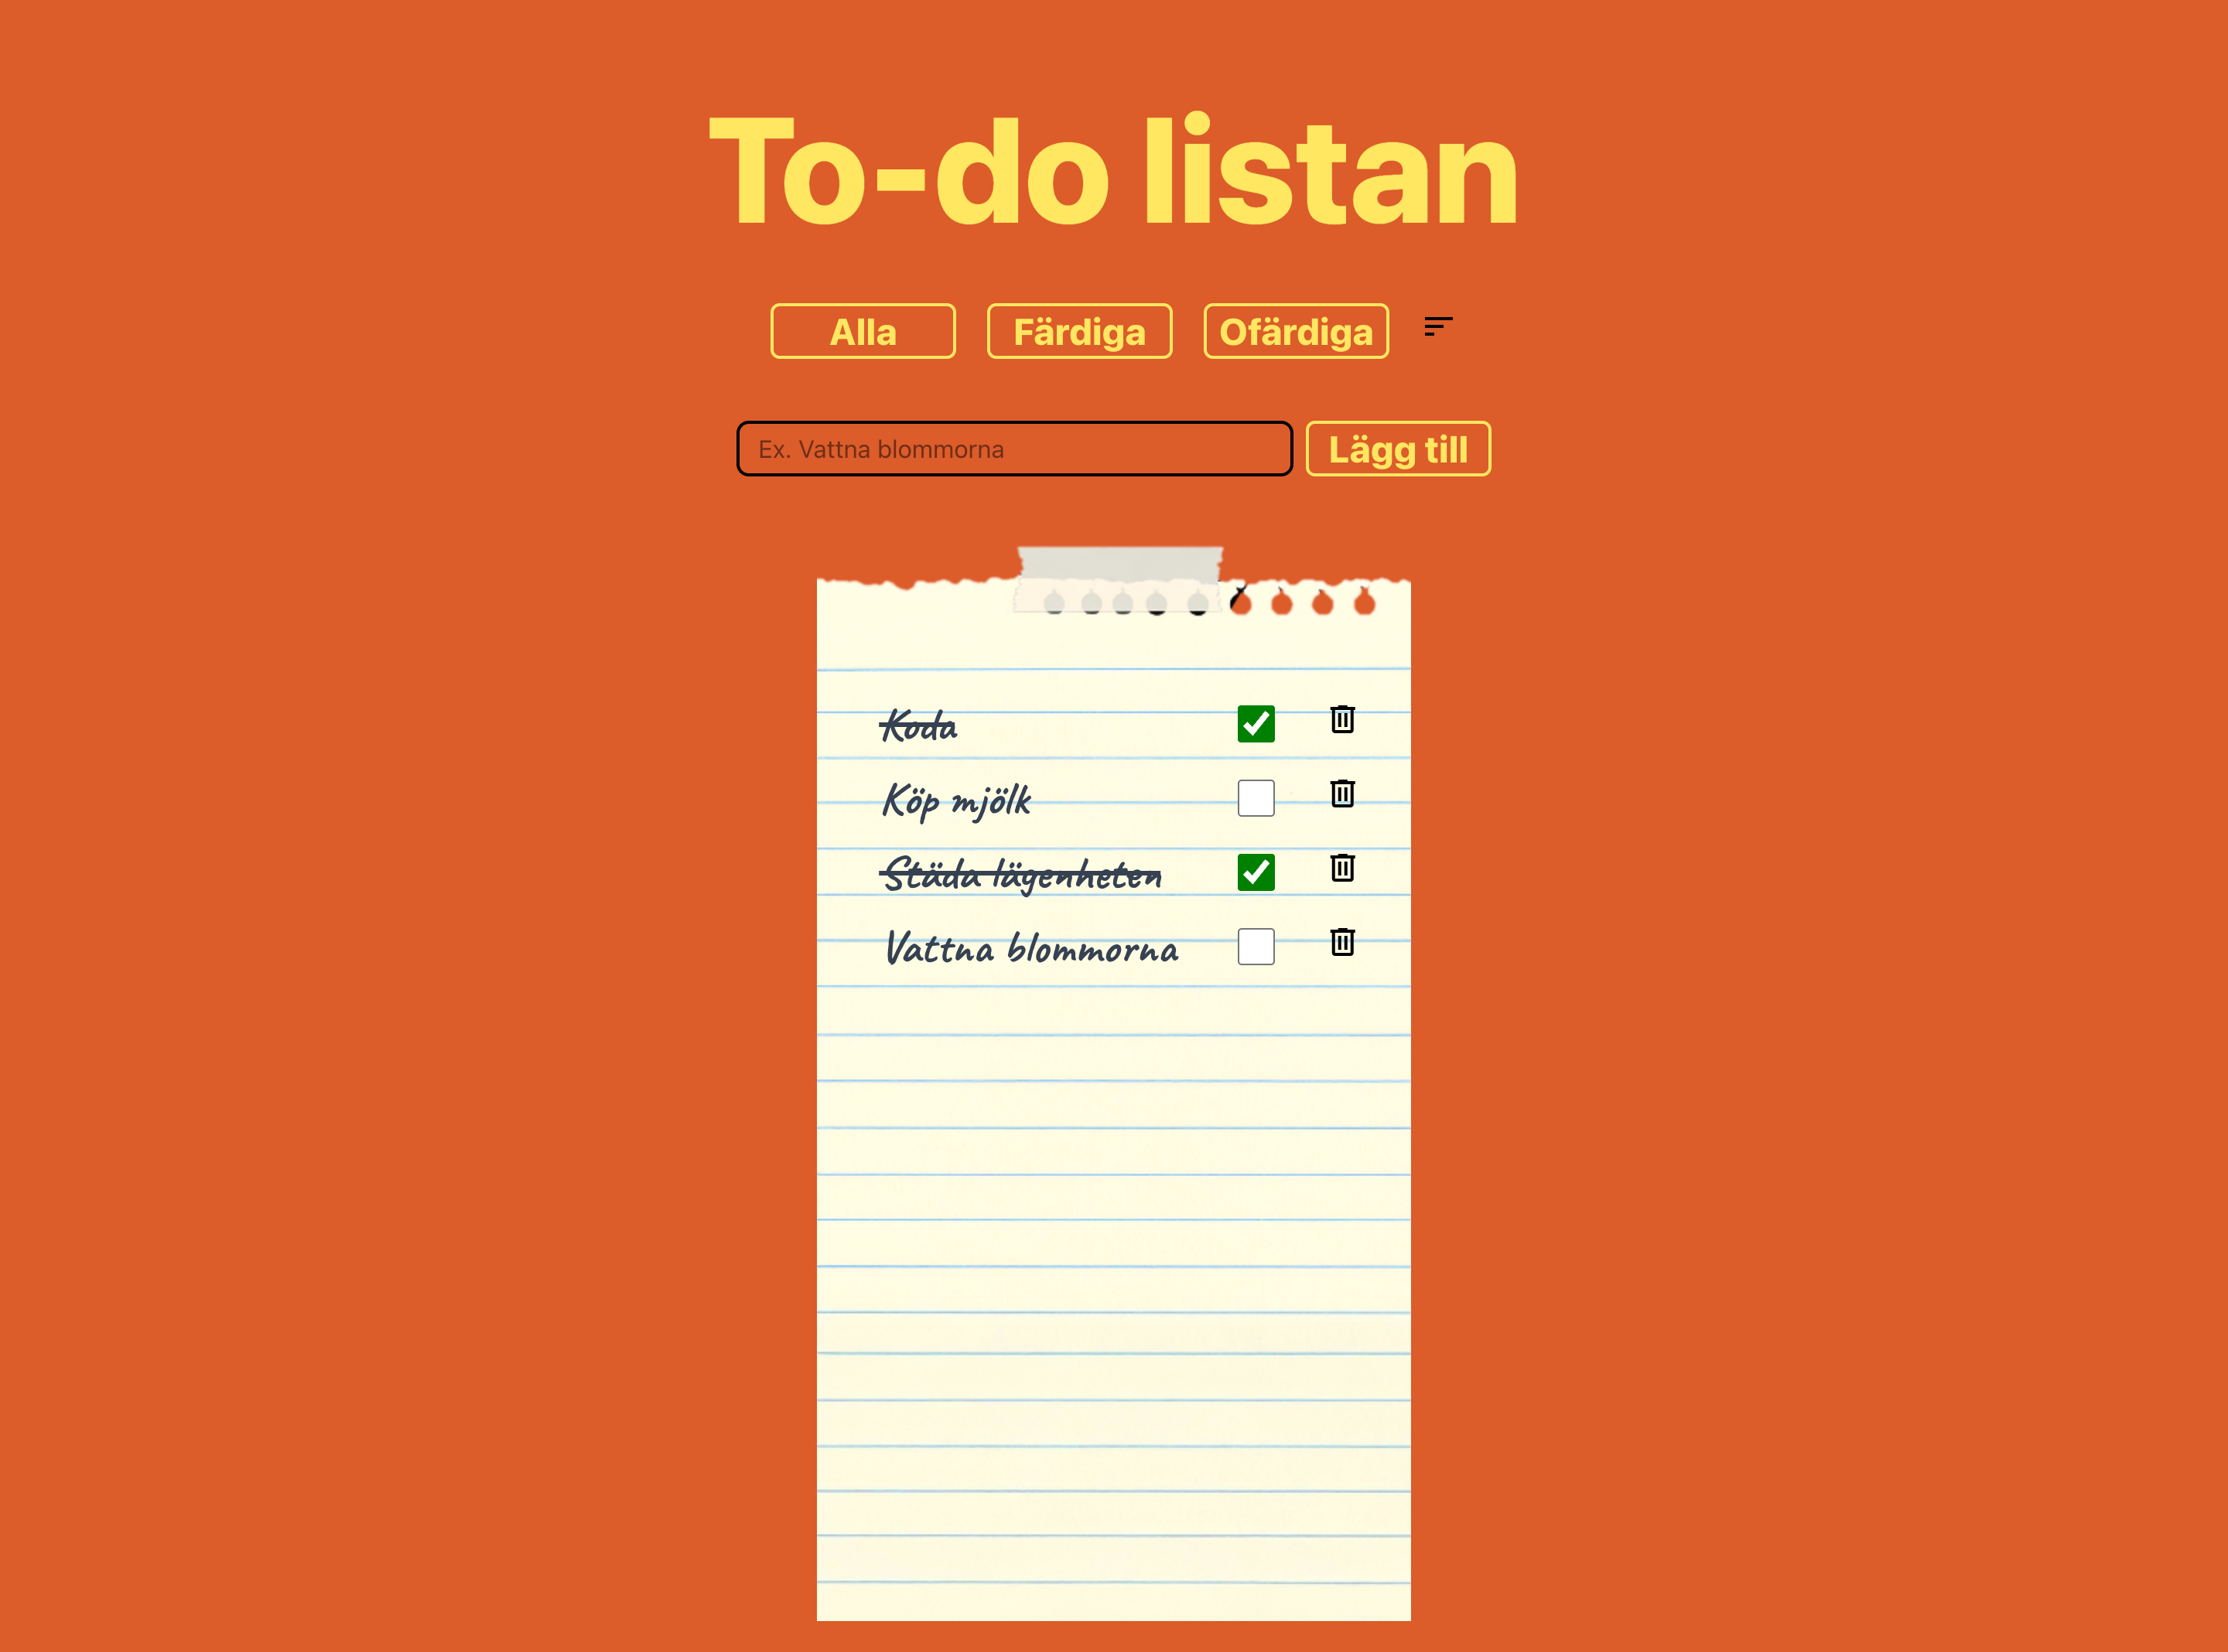 To-do listan
Alla Färdiga Ofärdiga
Ex. Vattna blommorna Lägg till
Koda
Köp mjölk
Städa lägenheten
Vattna blommorna